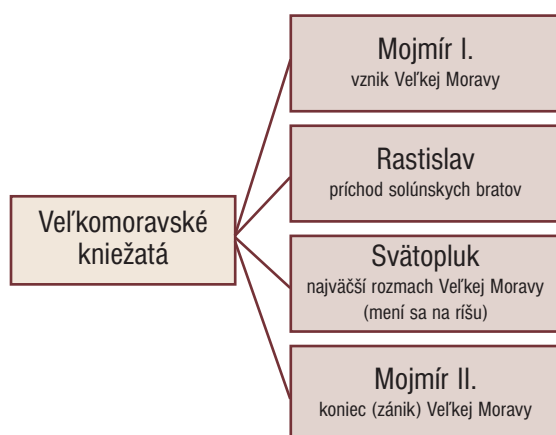 Veľkomoravské
kniežatá
Mojmír I.
vznik Veľkej Moravy
Rastislav
príchod solúnskych bratov
Svätopluk
najväčší rozmach Veľkej Moravy
(mení sa na ríšu)
Mojmír II.
koniec (zánik) Veľkej Moravy